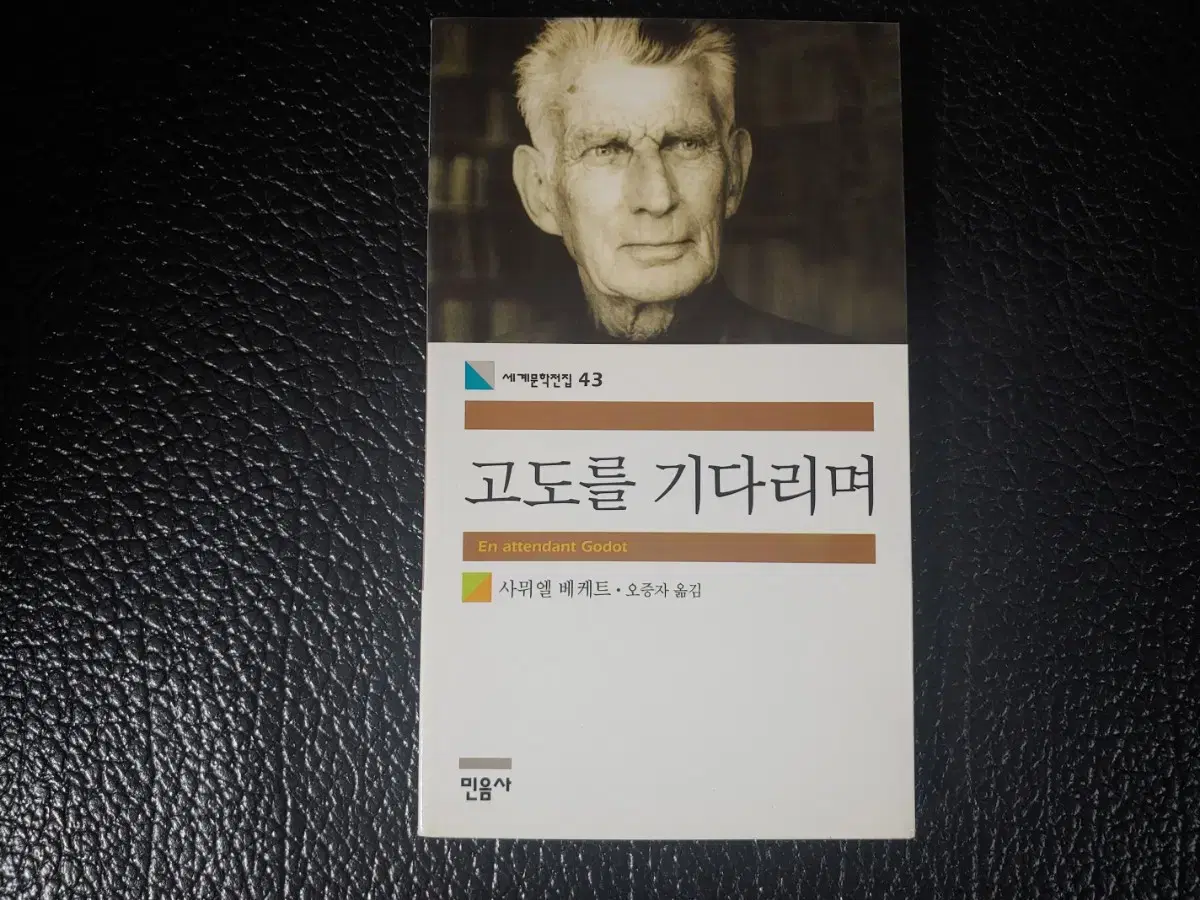 세계문학전집 43
고도를 기다리며
En attendant Godot
사뮈엘 베케트 · 오증자 옮김
민음사